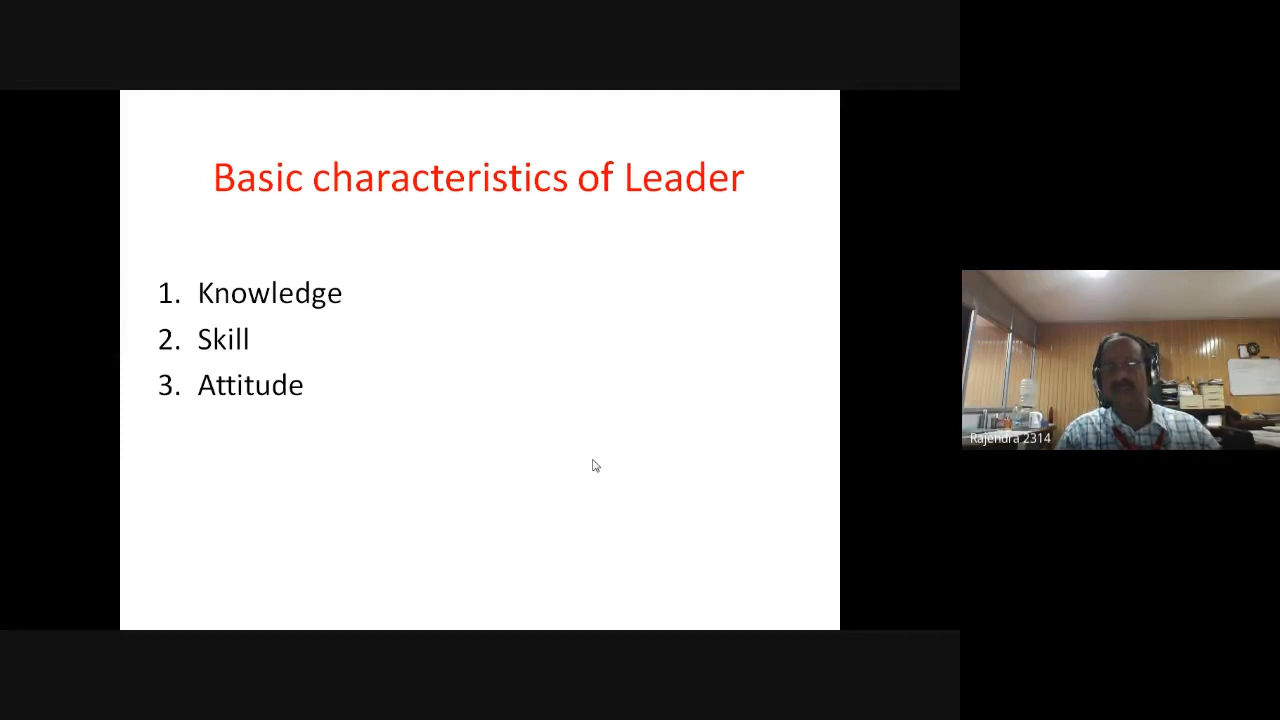 Basic characteristics of Leader
1. Knowledge
2. Skill
3. Attitude
Rajendra 2314